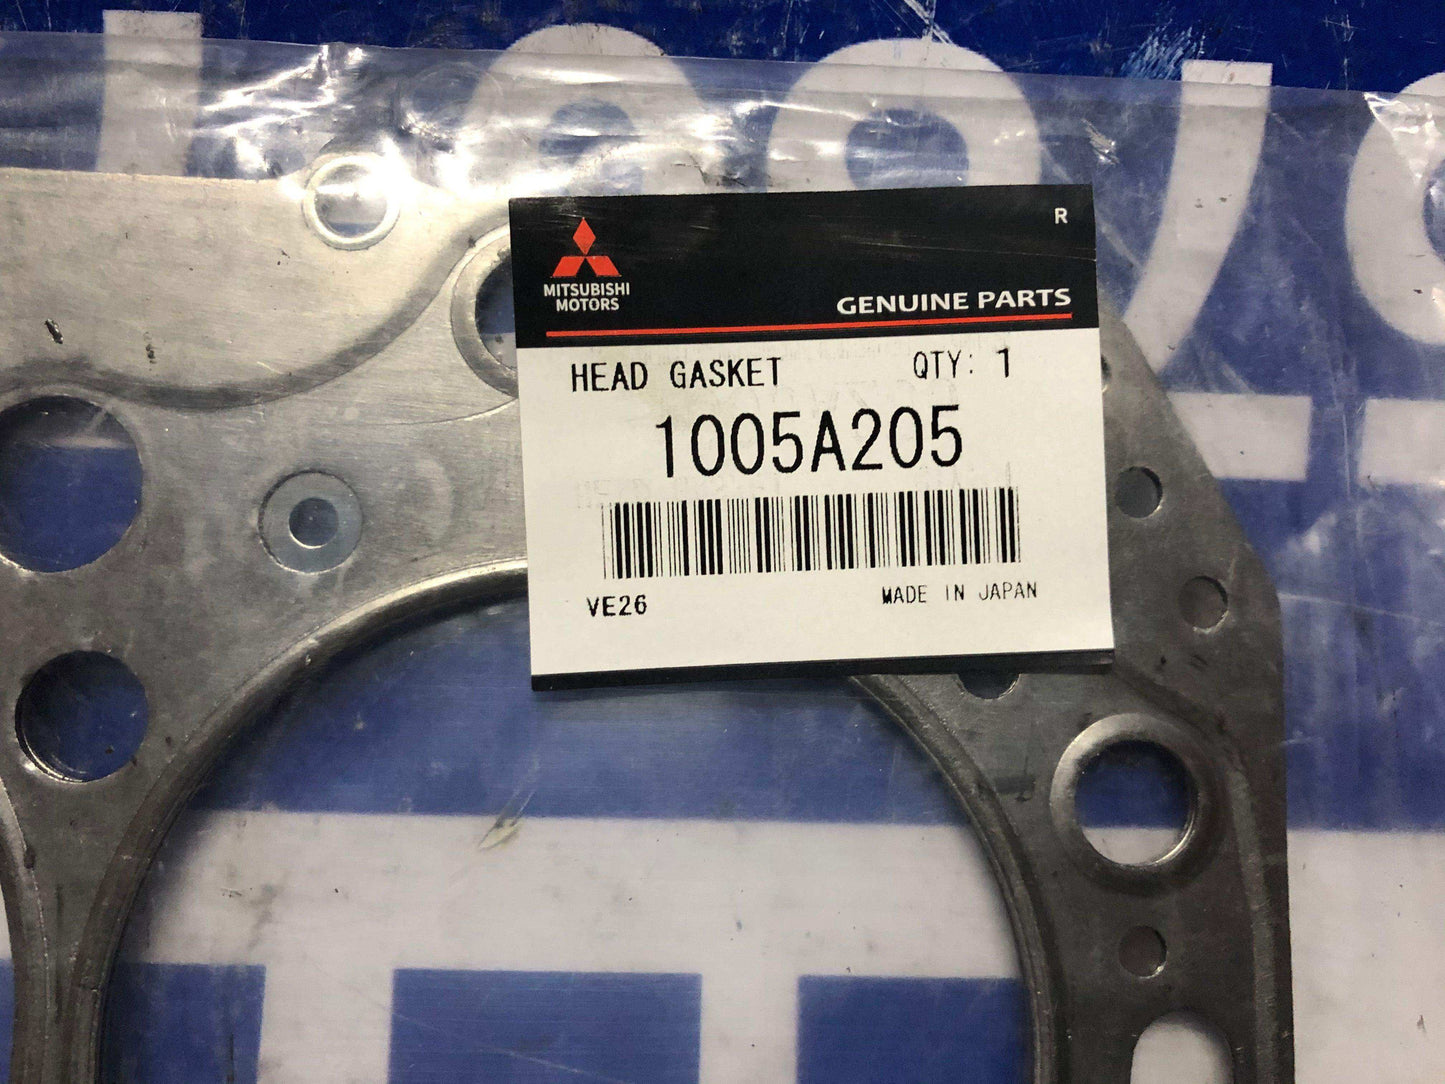 R
MITSUBISHI
MOTORS
GENUINE PARTS
HEAD GASKET QTY: 1
1005A205
VE26 MADE IN JAPAN